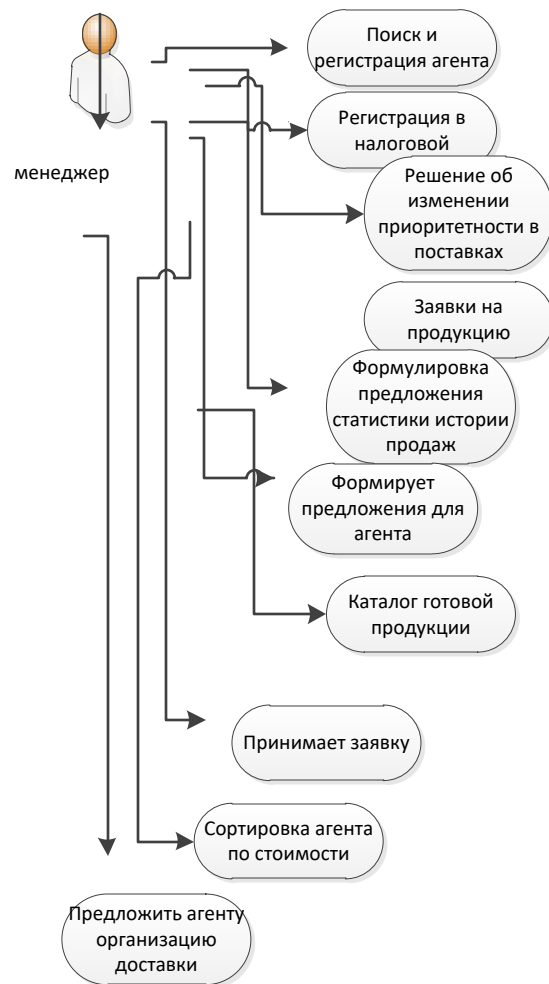 Поиск и
регистрация агента
Регистрация в
налоговой
менеджер
Решение об
изменении
приоритетности в
поставках
Заявки на
продукцию
Формулировка
предложения
статистики истории
продаж
Формирует
предложения для
агента
Каталог готовой
продукции
Принимает заявку
Сортировка агента
по стоимости
Предложить агенту
организацию
доставки